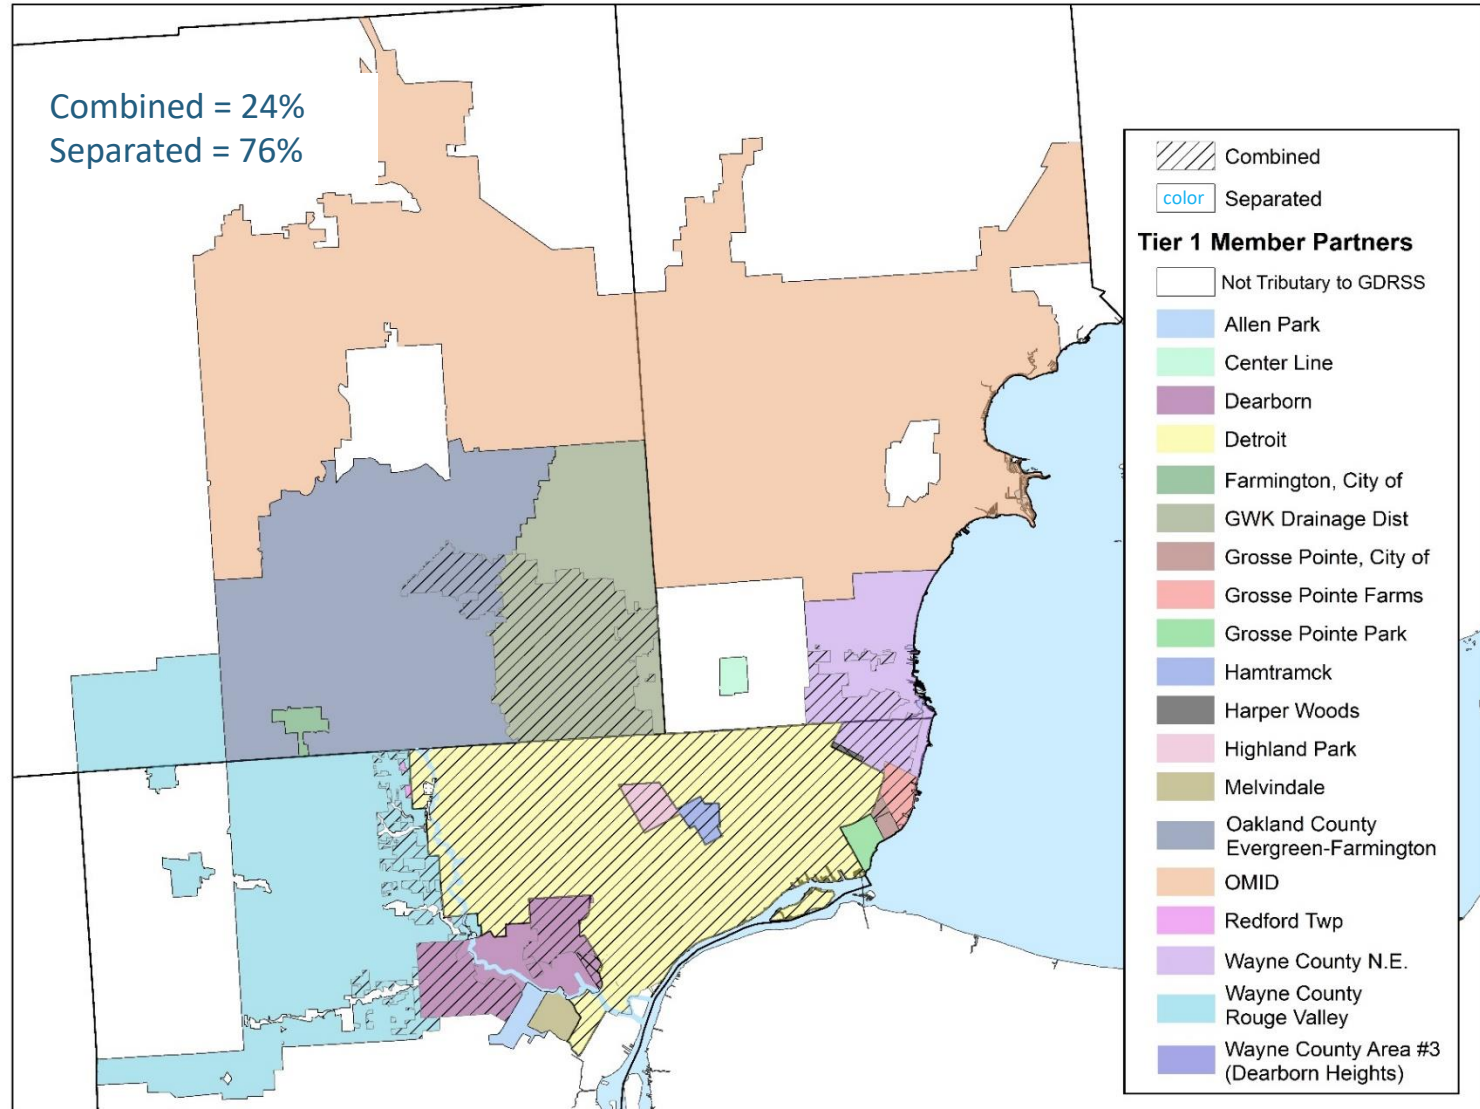 Combined = 24%
Separated = 76%
Combined
color Separated
Tier 1 Member Partners
Not Tributary to GDRSS
Allen Park
Center Line
Dearborn
Detroit
Farmington, City of
GWK Drainage Dist
Grosse Pointe, City of
Grosse Pointe Farms
Grosse Pointe Park
Hamtramck
Harper Woods
Highland Park
Melvindale
Oakland County
Evergreen-Farmington
OMID
Redford Twp
Wayne County N.E.
Wayne County
Rouge Valley
Wayne County Area #3
(Dearborn Heights)